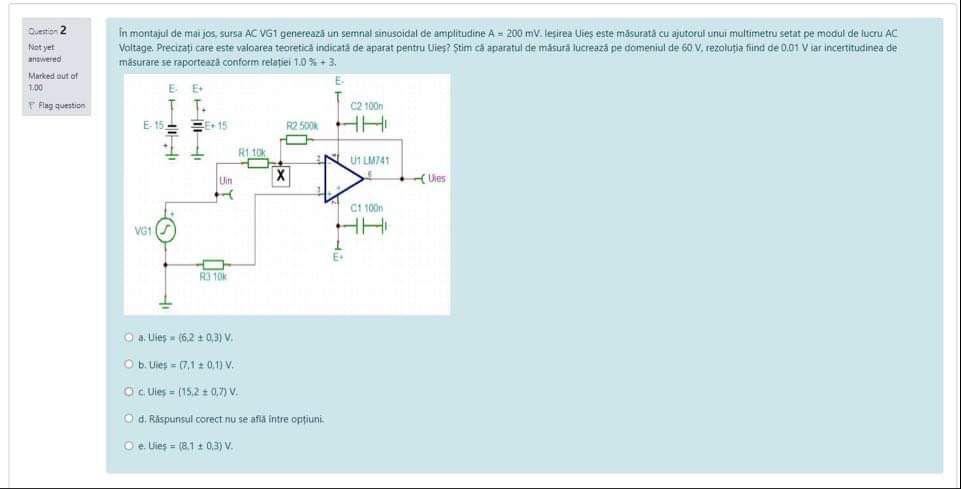 Question 2
Not yet
answered
Marked out of
1.00
Flag question
În montajul de mai jos, sursa AC VG1 generează un semnal sinusoidal de amplitudine A = 200 mV. Ieșirea Uieș este măsurată cu ajutorul unui multimetru setat pe modul de lucru AC
Voltage. Precizați care este valoarea teoretică indicată de aparat pentru Uieș? Știm că aparatul de măsură lucrează pe domeniul de 60 V, rezoluția fiind de 0.01 V iar incertitudinea de
măsurare se raportează conform relației 1.0 % + 3.
E- E+
E-
C2 100n
E- 15
E+ 15
R2 500k
R1 10k
U1 LM741
X
2
4
6
Uin
Uies
3
7
C1 100n
VG1
E+
R3 10k
a. Uieș = (6,2 ± 0,3) V.
b. Uieș = (7,1 ± 0,1) V.
c. Uieș = (15,2 ± 0,7) V.
d. Răspunsul corect nu se află între opțiuni.
e. Uieș = (8,1 ± 0,3) V.